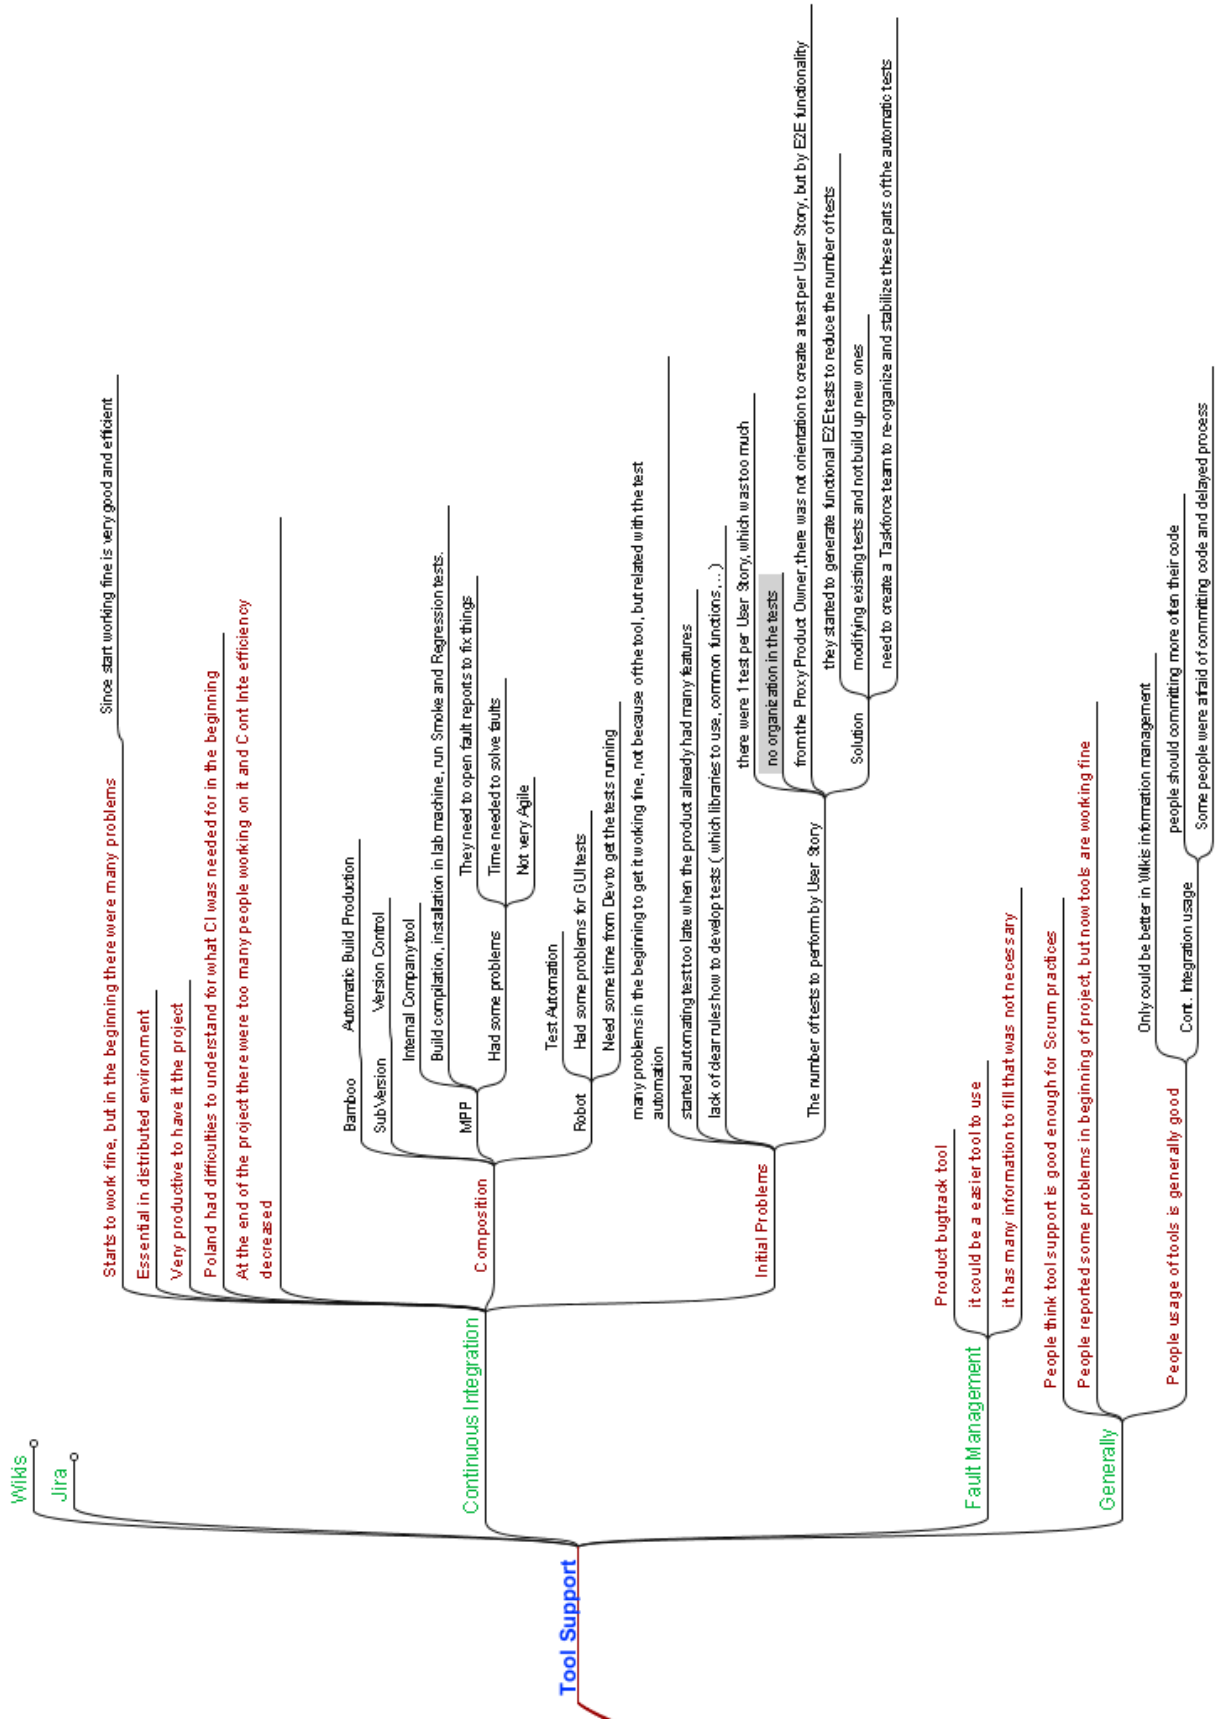 Wikis
Jira
Tool Support
Continuous Integration
Starts to work fine, but in the beginning there were many problems
Since start working fine is very good and efficient
Essential in distributed environment
Very productive to have it the project
Poland had difficulties to understand for what CI was needed for in the beginning
At the end of the project there were too many people working on it and Cont Inte efficiency
decreased
Composition
Bamboo
Automatic Build Production
SubVersion
Version Control
MPP
Internal Company tool
Build compilation, installation in lab machine, run Smoke and Regression tests.
Had some problems
They need to open fault reports to fix things
Time needed to solve faults
Not very Agile
Robot
Test Automation
Had some problems for GUI tests
Need some time from Dev to get the tests running
Initial Problems
many problems in the beginning to get it working fine, not because of the tool, but related with the test
automation
started automating test too late when the product already had many features
lack of clear rules how to develop tests ( which libraries to use, common functions, ... )
The number of tests to perform by User Story
there were 1 test per User Story, which was too much
no organization in the tests
from the Proxy Product Owner, there was not orientation to create a test per User Story, but by E2E functionality
Solution
they started to generate functional E2E tests to reduce the number of tests
modifying existing tests and not build up new ones
need to create a Taskforce team to re-organize and stabilize these parts of the automatic tests
Fault Management
Product bugtrack tool
it could be a easier tool to use
it has many information to fill that was not necessary
Generally
People think tool support is good enough for Scrum practices
People reported some problems in beginning of project, but now tools are working fine
People usage of tools is generally good
Only could be better in Wikis information management
Cont. Integration usage
people should committing more often their code
Some people were afraid of committing code and delayed process